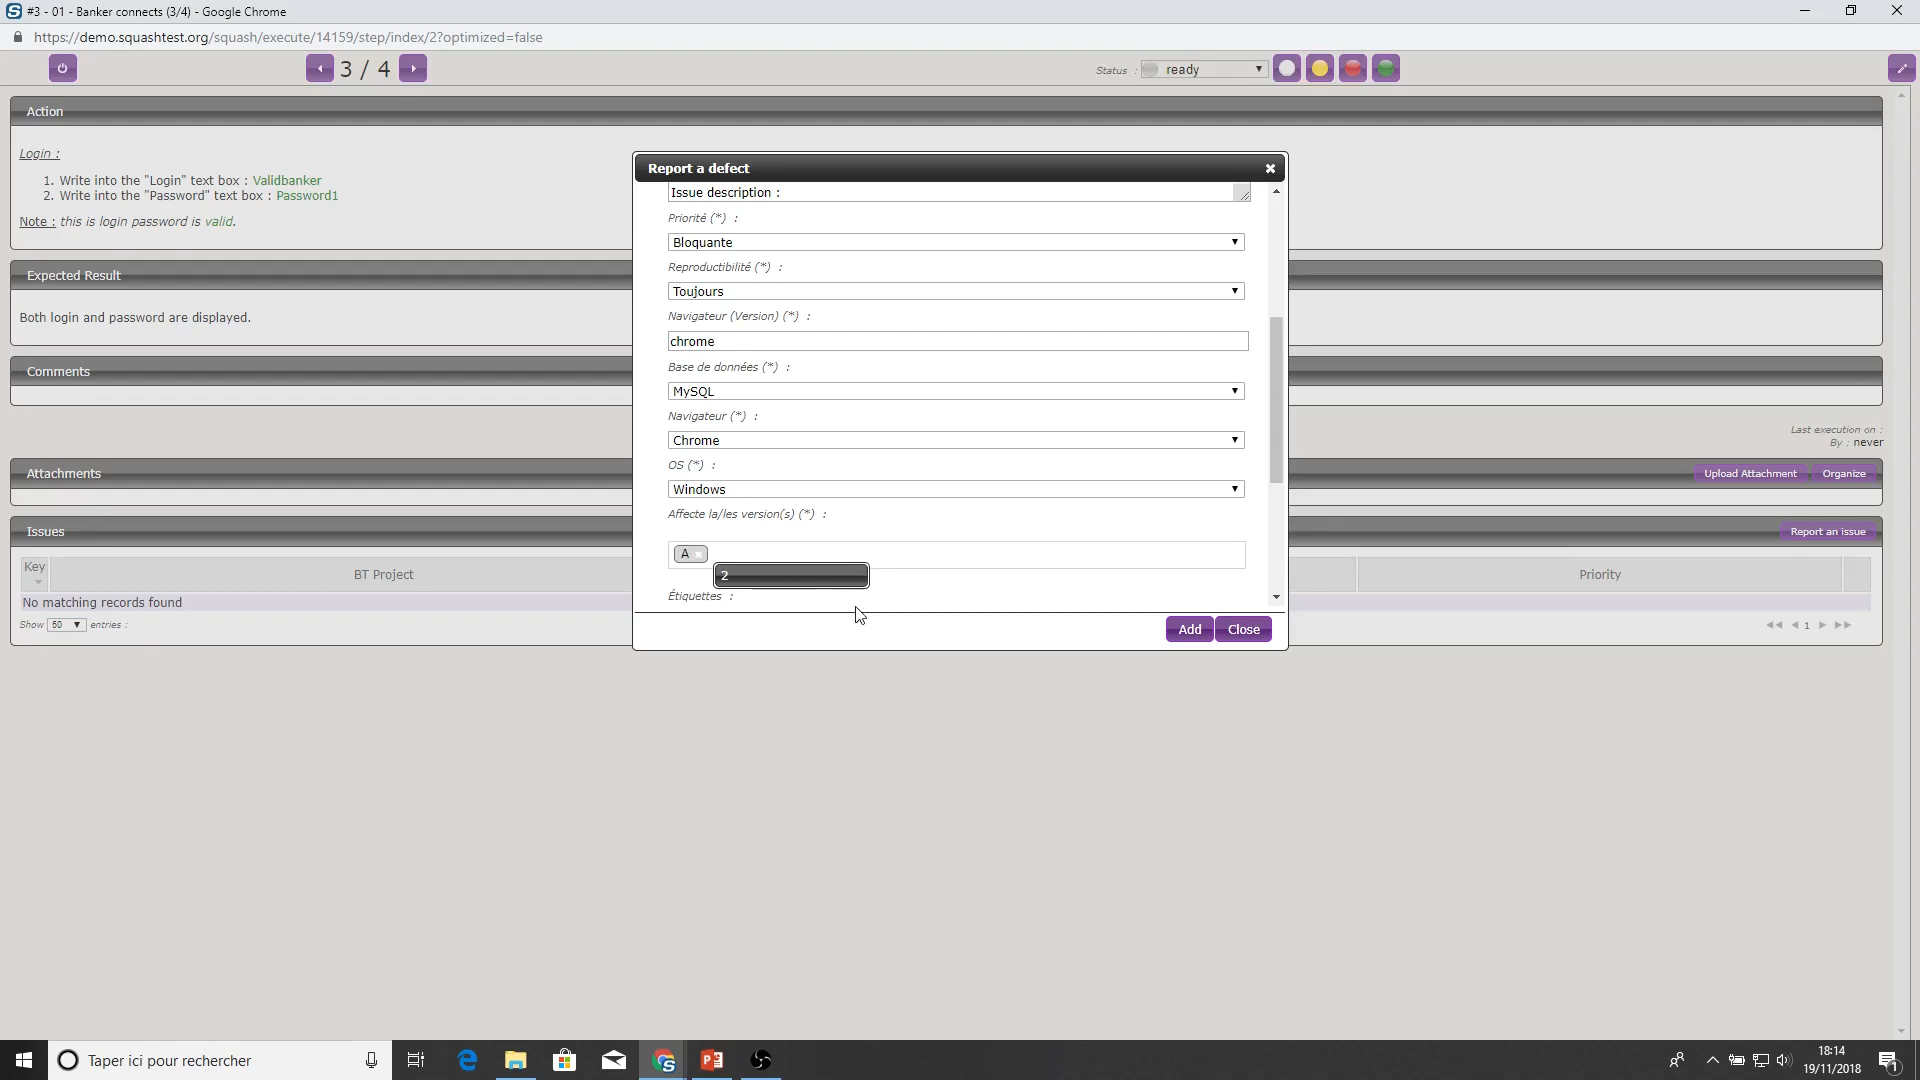 #3 - 01 - Banker connects (3/4) - Google Chrome
https://demo.squashtest.org/squash/execute/14159/step/index/2?optimized=false
3 / 4
Status :
ready
Action
Login :
1. Write into the "Login" text box : Validbanker
2. Write into the "Password" text box : Password1
Note : this is login password is valid.
Expected Result
Both login and password are displayed.
Comments
Last execution on :
By : never
Attachments
Upload Attachment
Organize
Issues
Report an issue
Key
BT Project
Priority
No matching records found
Show 50 entries :
1
Report a defect
Issue description :
Priorité (*) :
Bloquante
Reproductibilité (*) :
Toujours
Navigateur (Version) (*) :
chrome
Base de données (*) :
MySQL
Navigateur (*) :
Chrome
OS (*) :
Windows
Affecte la/les version(s) (*) :
A
2
Étiquettes :
Add
Close
Taper ici pour rechercher
18:14
19/11/2018
1